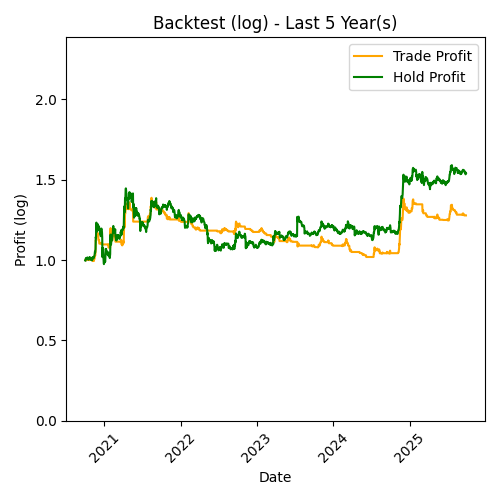 Backtest (log) - Last 5 Year(s)
Trade Profit
Hold Profit
Profit (log)
2.0
1.5
1.0
0.5
0.0
2021
2022
2023
2024
2025
Date